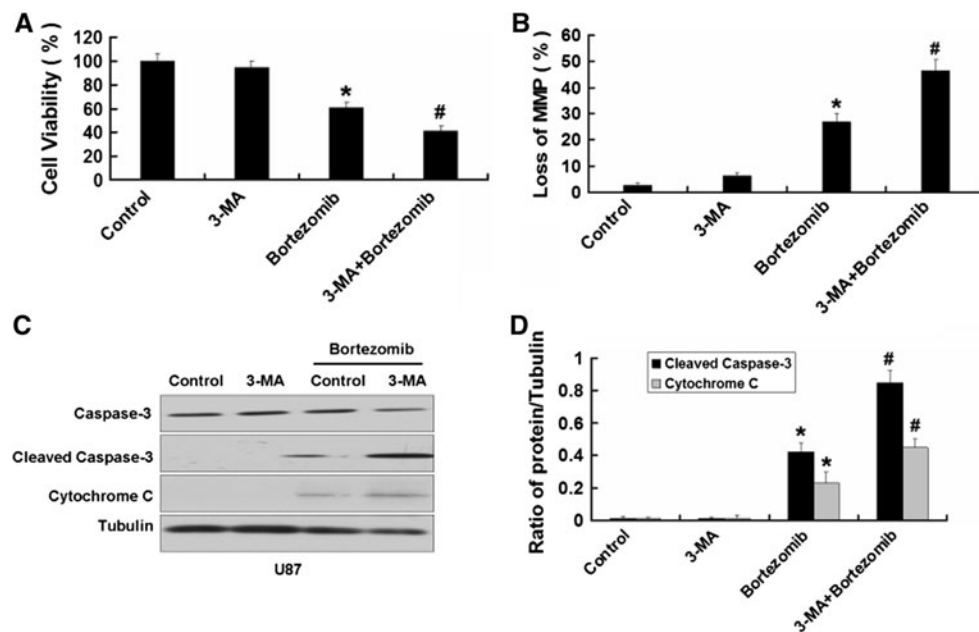 A
Cell Viability ( % )
120
100
80
60
40
20
0
*
#
Control
3-MA
Bortezomib
3-MA+Bortezomib
B
Loss of MMP ( % )
60
50
40
30
20
10
0
*
#
Control
3-MA
Bortezomib
3-MA+Bortezomib
C
Bortezomib
Control 3-MA Control 3-MA
Caspase-3
Cleaved Caspase-3
Cytochrome C
Tubulin
U87
D
Ratio of protein/Tubulin
1
0.8
0.6
0.4
0.2
0
Cleaved Caspase-3
Cytochrome C
*
*
#
#
Control
3-MA
Bortezomib
3-MA+Bortezomib